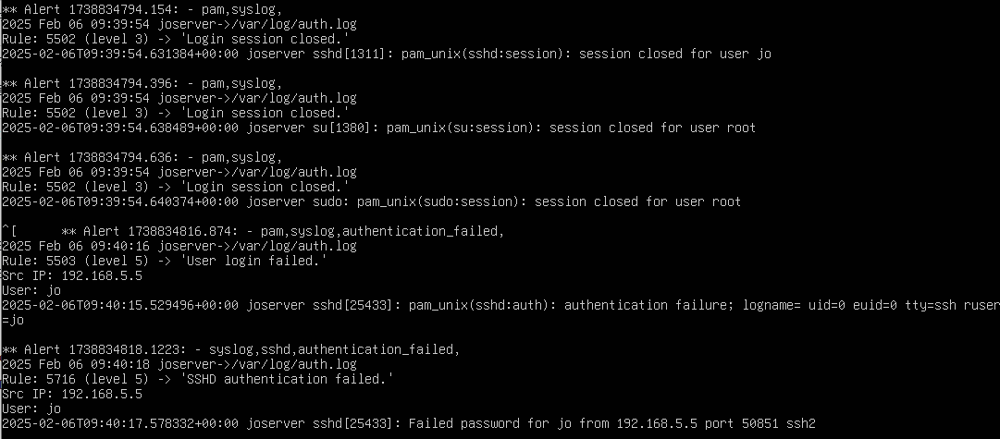 ** Alert 1738834794.154: - pam,syslog,
2025 Feb 06 09:39:54 joserver->/var/log/auth.log
Rule: 5502 (level 3) -> 'Login session closed.'
2025-02-06T09:39:54.631384+00:00 joserver sshd[1311]: pam_unix(sshd:session): session closed for user jo
** Alert 1738834794.396: - pam,syslog,
2025 Feb 06 09:39:54 joserver->/var/log/auth.log
Rule: 5502 (level 3) -> 'Login session closed.'
2025-02-06T09:39:54.638489+00:00 joserver su[1380]: pam_unix(su:session): session closed for user root
** Alert 1738834794.636: - pam,syslog,
2025 Feb 06 09:39:54 joserver->/var/log/auth.log
Rule: 5502 (level 3) -> 'Login session closed.'
2025-02-06T09:39:54.640374+00:00 joserver sudo: pam_unix(sudo:session): session closed for user root
^[      ** Alert 1738834816.874: - pam,syslog,authentication_failed,
2025 Feb 06 09:40:16 joserver->/var/log/auth.log
Rule: 5503 (level 5) -> 'User login failed.'
Src IP: 192.168.5.5
User: jo
2025-02-06T09:40:15.529496+00:00 joserver sshd[25433]: pam_unix(sshd:auth): authentication failure; logname= uid=0 euid=0 tty=ssh ruser
=jo
** Alert 1738834818.1223: - syslog,sshd,authentication_failed,
2025 Feb 06 09:40:18 joserver->/var/log/auth.log
Rule: 5716 (level 5) -> 'SSHD authentication failed.'
Src IP: 192.168.5.5
User: jo
2025-02-06T09:40:17.578332+00:00 joserver sshd[25433]: Failed password for jo from 192.168.5.5 port 50851 ssh2